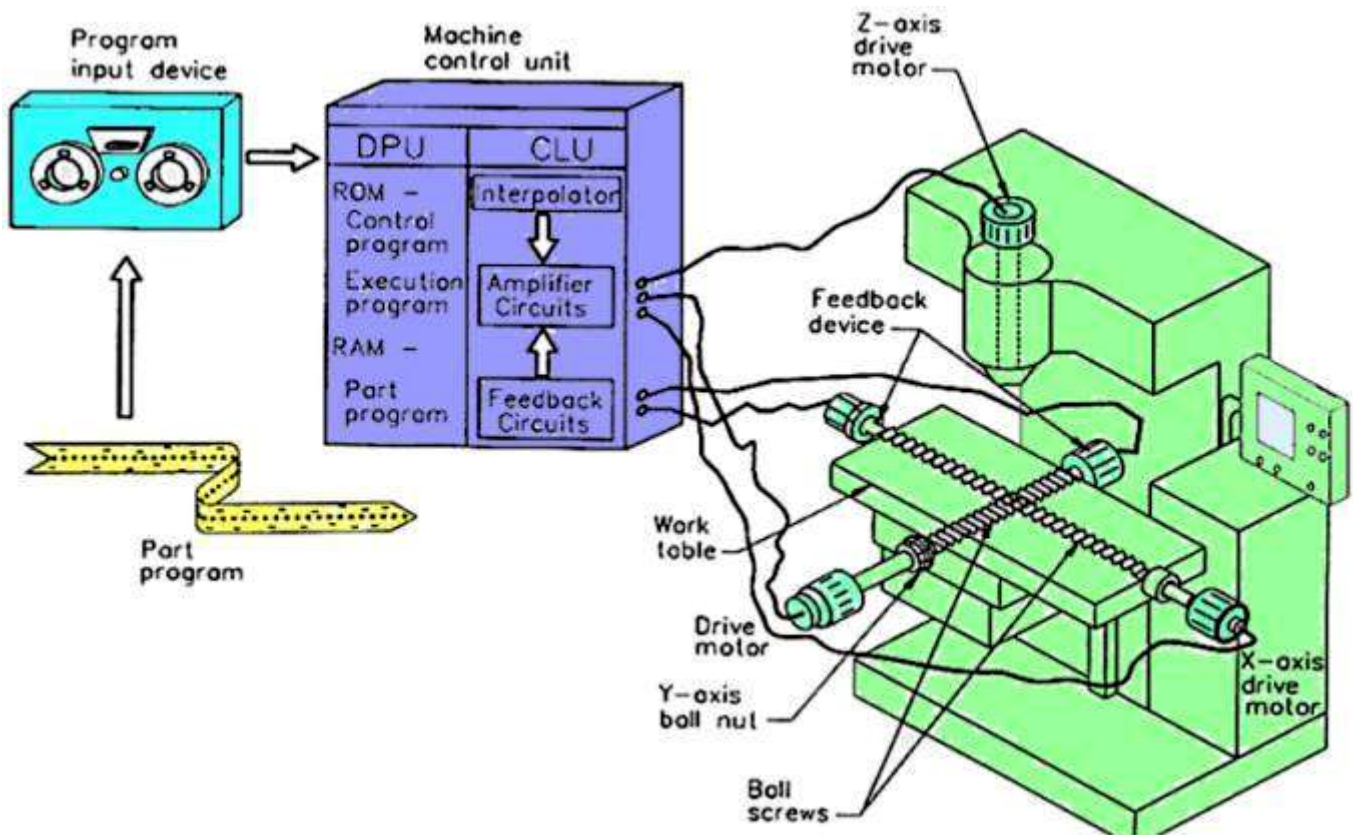 Program
input device
Machine
control unit
Z-axis
drive
motor
DPU
CLU
ROM -
Control
program
Execution
program
RAM -
Part
program
Interpolator
Amplifier
Circuits
Feedback
Circuits
Feedback
device
Part
program
Work
table
Drive
motor
Y-axis
ball nut
X-axis
drive
motor
Ball
screws